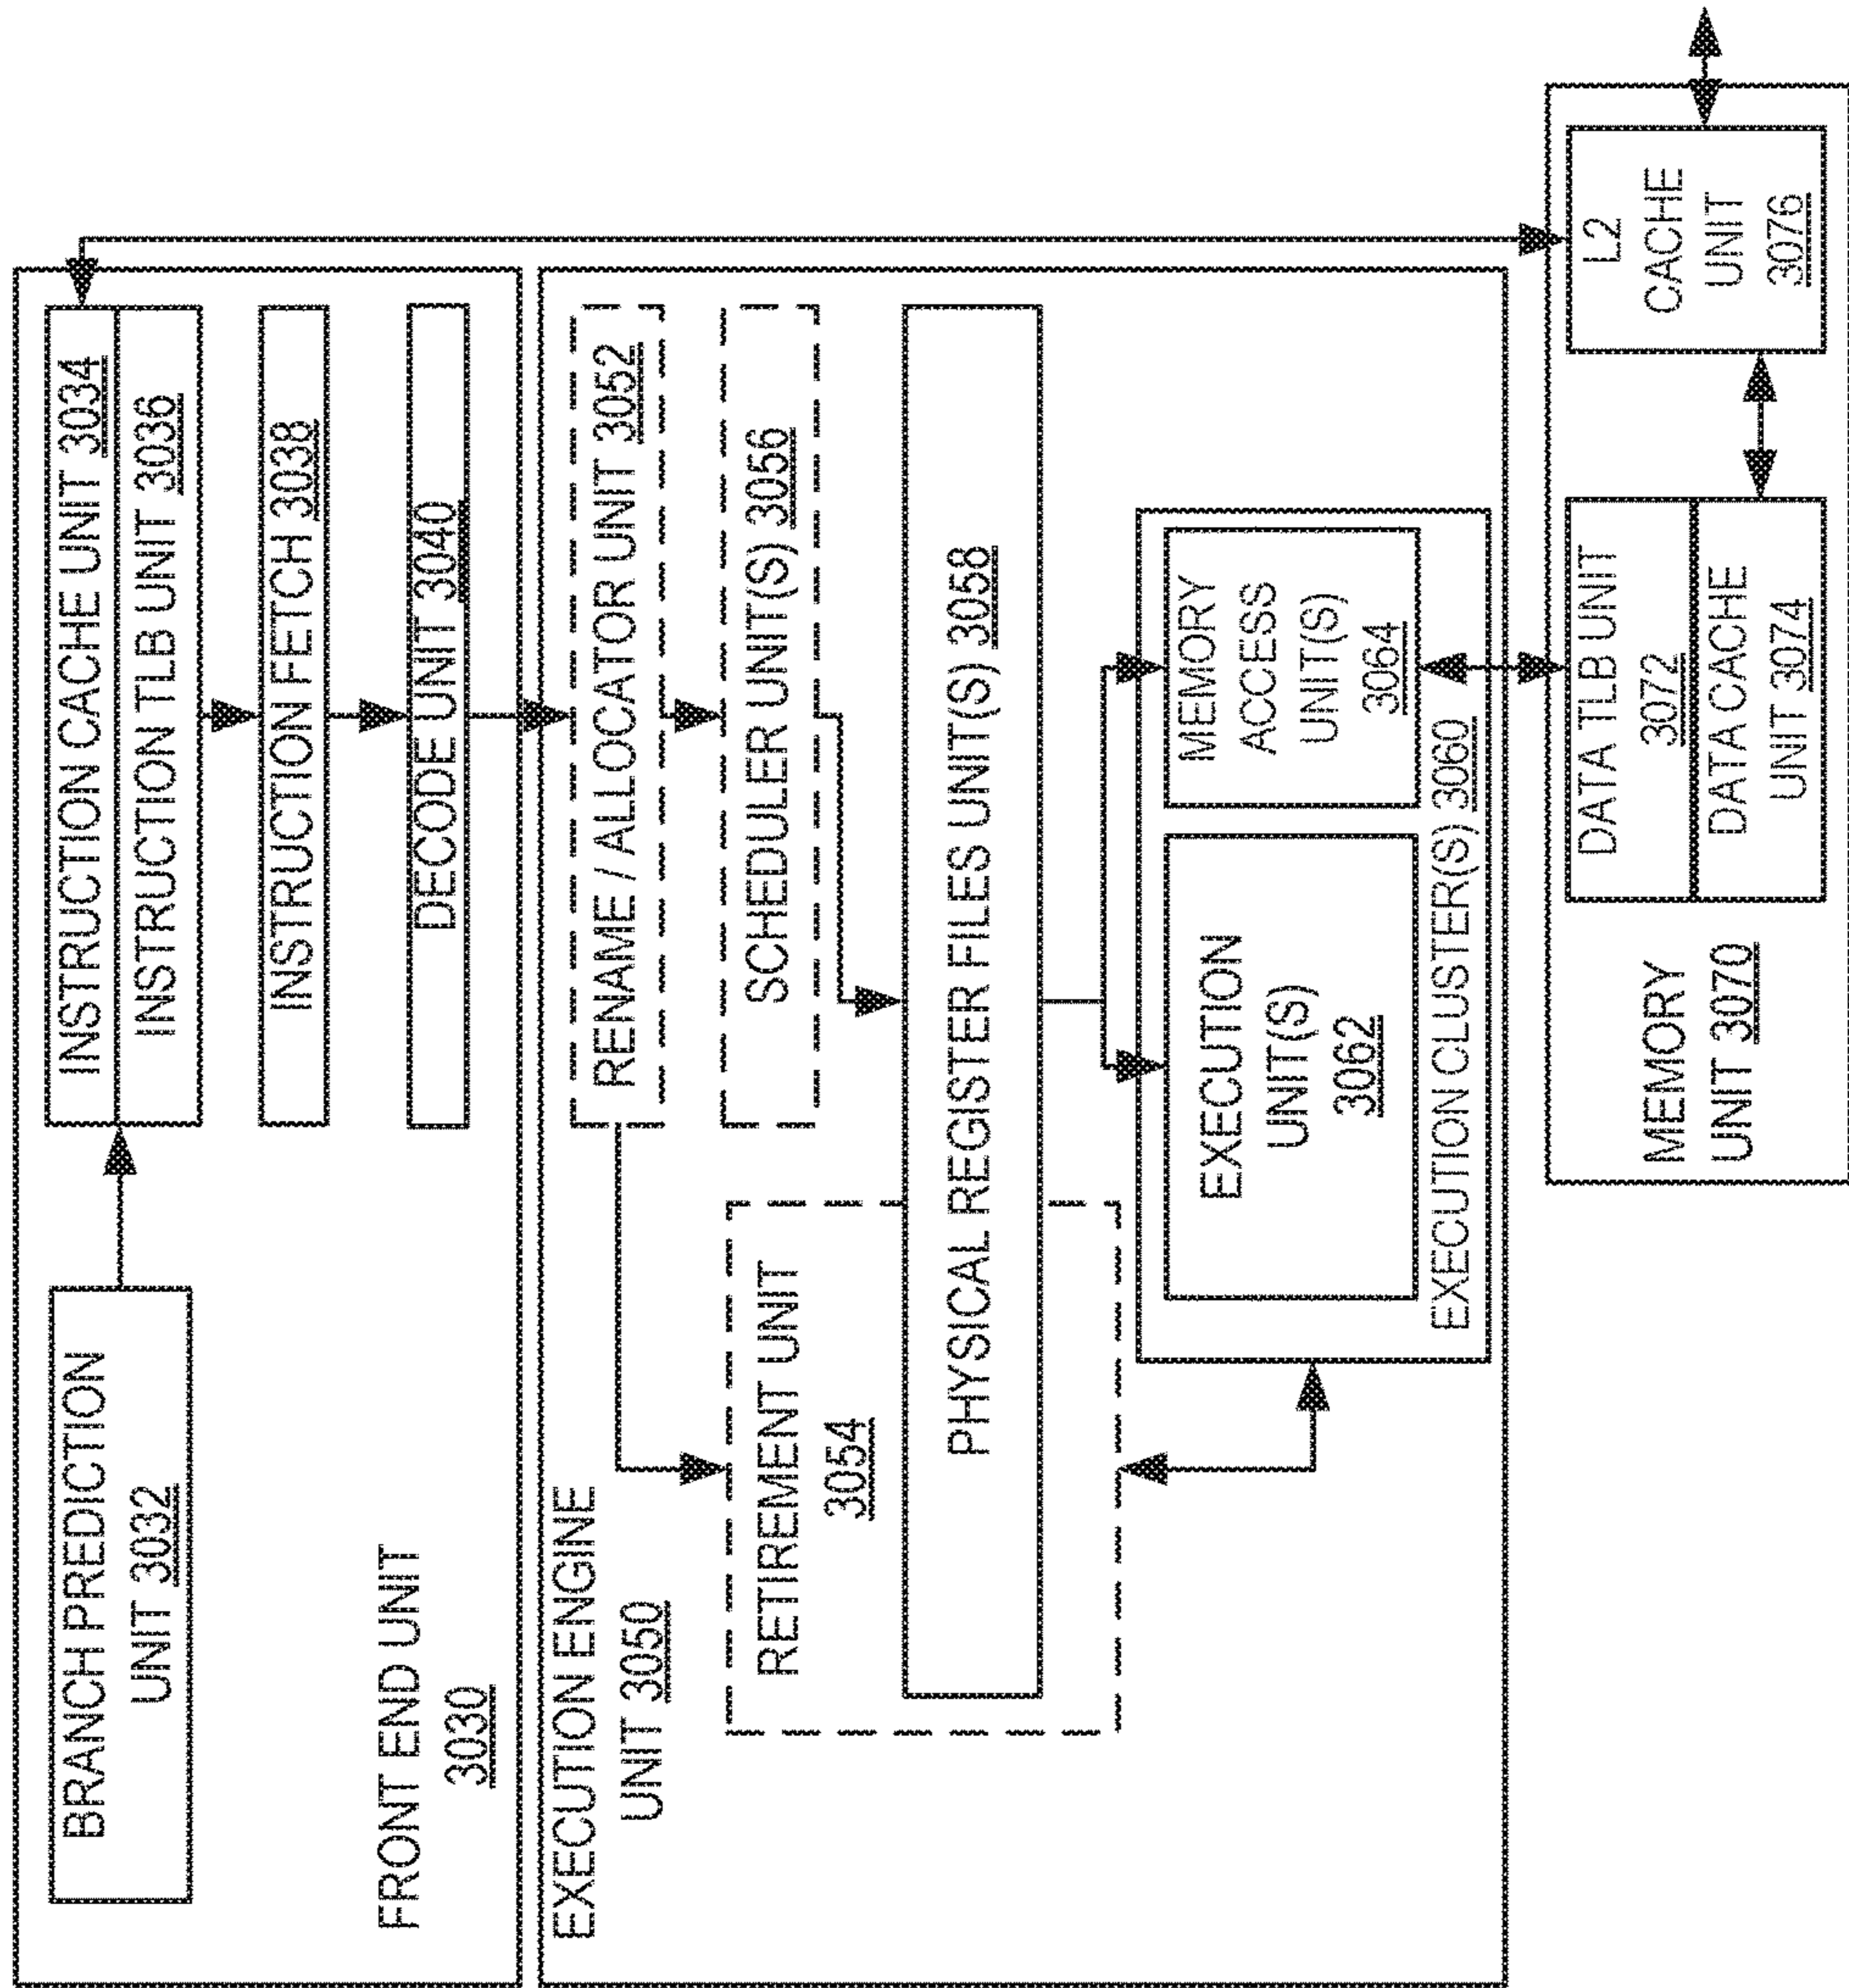 BRANCH PREDICTION
UNIT 3032
INSTRUCTION CACHE UNIT 3034
INSTRUCTION TLB UNIT 3036
INSTRUCTION FETCH 3038
DECODE UNIT 3040
FRONT END UNIT
3030
EXECUTION ENGINE
UNIT 3050
RENAME / ALLOCATOR UNIT 3052
RETIREMENT UNIT
3054
SCHEDULER UNIT(S) 3056
PHYSICAL REGISTER FILES UNIT(S) 3058
EXECUTION
UNIT(S)
3062
MEMORY
ACCESS
UNIT(S)
3064
EXECUTION CLUSTER(S) 3060
MEMORY
UNIT 3070
DATA TLB UNIT
3072
DATA CACHE
UNIT 3074
L2
CACHE
UNIT
3076